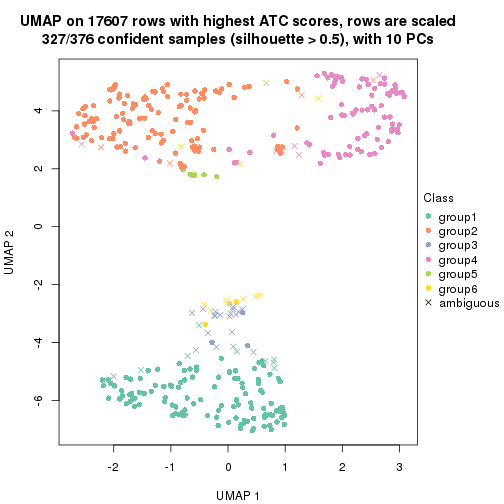 UMAP on 17607 rows with highest ATC scores, rows are scaled
327/376 confident samples (silhouette > 0.5), with 10 PCs
4
2
0
-2
-4
-6
UMAP 2
-2
-1
0
1
2
3
UMAP 1
Class
group1
group2
group3
group4
group5
group6
ambiguous